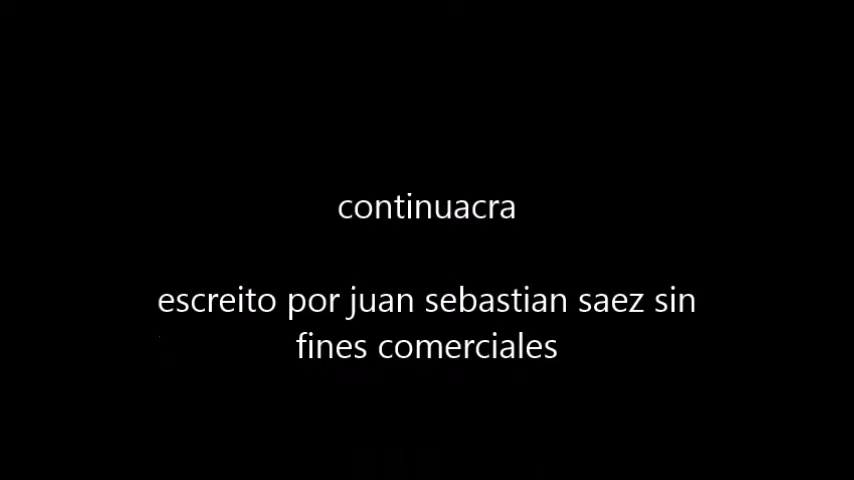 continuacra
escreito por juan sebastian saez sin
fines comerciales